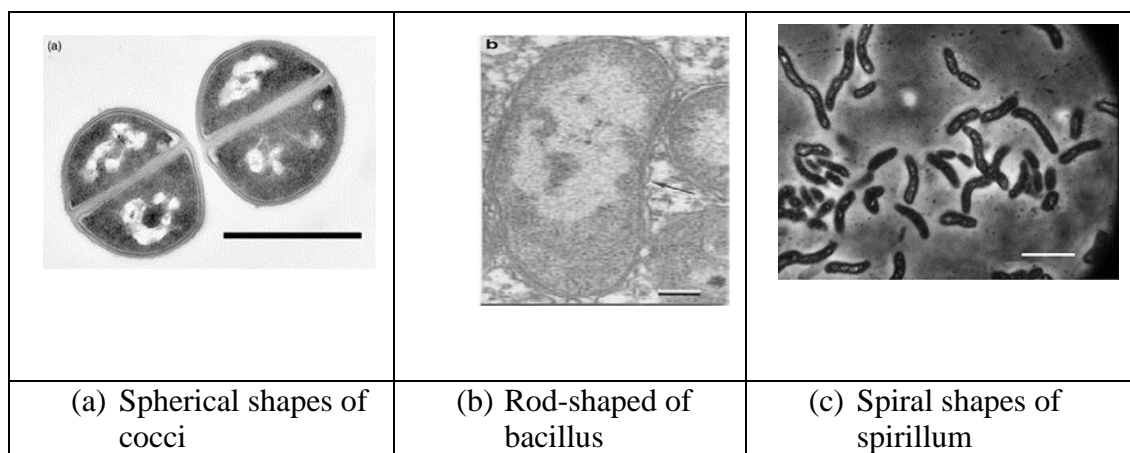 (a)
b
(a) Spherical shapes of
cocci
(b) Rod-shaped of
bacillus
(c) Spiral shapes of
spirillum